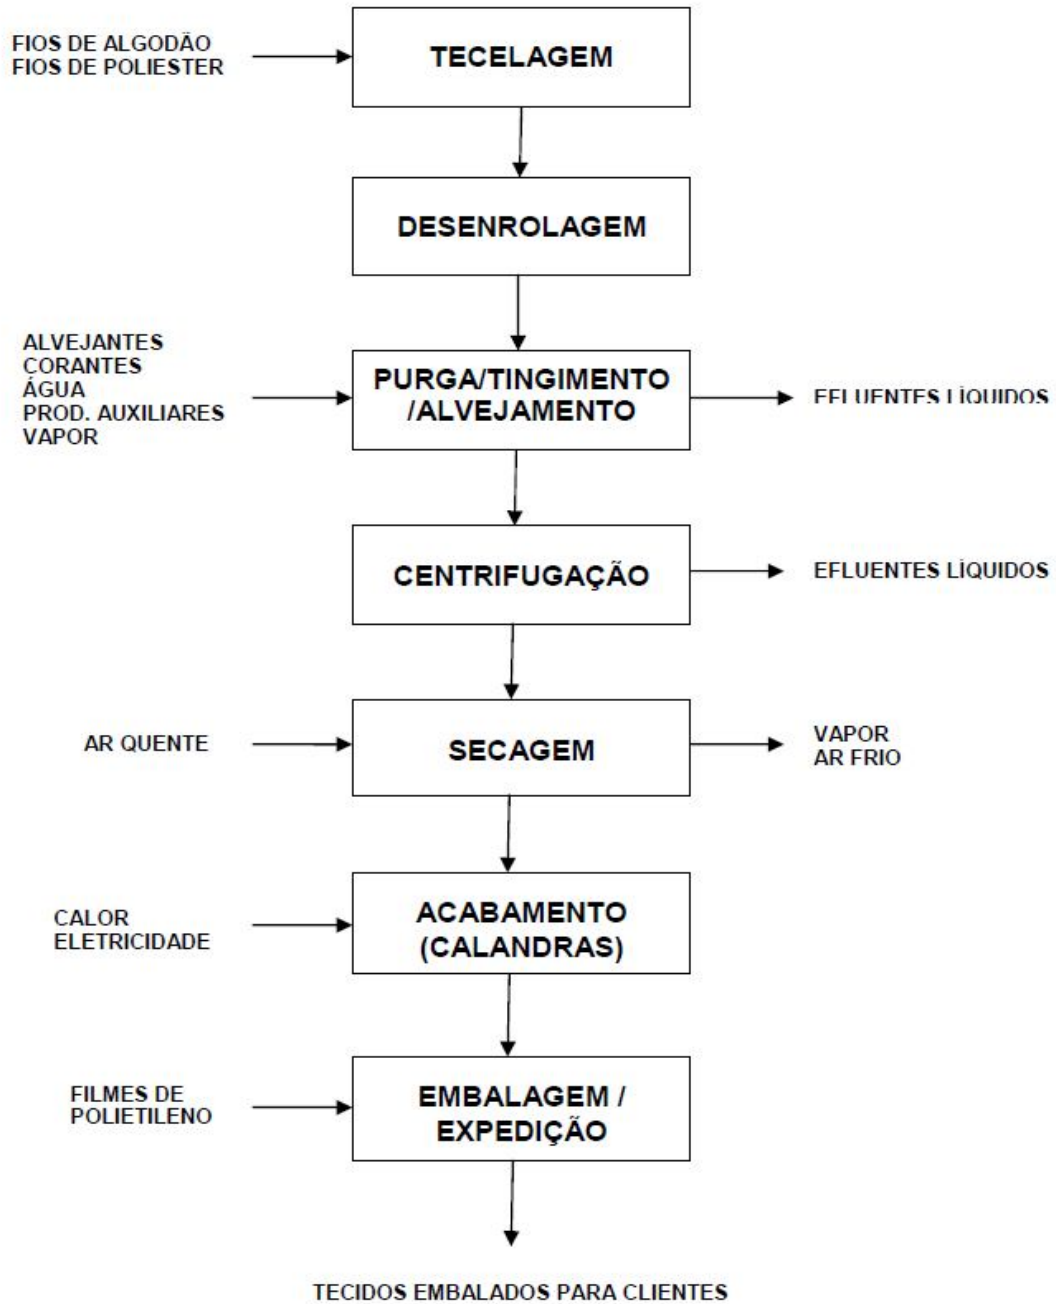 FIOS DE ALGODÃO
FIOS DE POLIESTER
TECELAGEM
DESENROLAGEM
ALVEJANTES
CORANTES
ÁGUA
PROD. AUXILIARES
VAPOR
PURGA/TINGIMENTO
/ALVEJAMENTO
EFLUENTES LÍQUIDOS
CENTRIFUGAÇÃO
EFLUENTES LÍQUIDOS
AR QUENTE
SECAGEM
VAPOR
AR FRIO
CALOR
ELETRICIDADE
ACABAMENTO
(CALANDRAS)
FILMES DE
POLIETILENO
EMBALAGEM /
EXPEDIÇÃO
TECIDOS EMBALADOS PARA CLIENTES